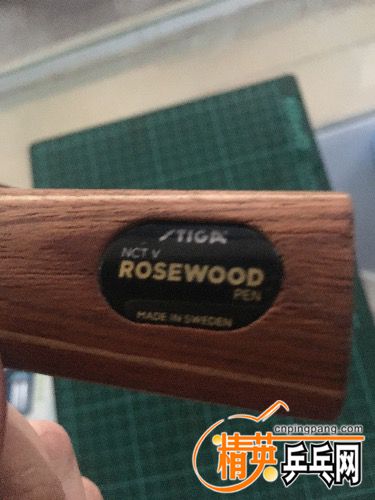 STIGA
NCT V
ROSEWOOD
PEN
MADE IN SWEDEN
cnpingpang.com
精英乒乓网